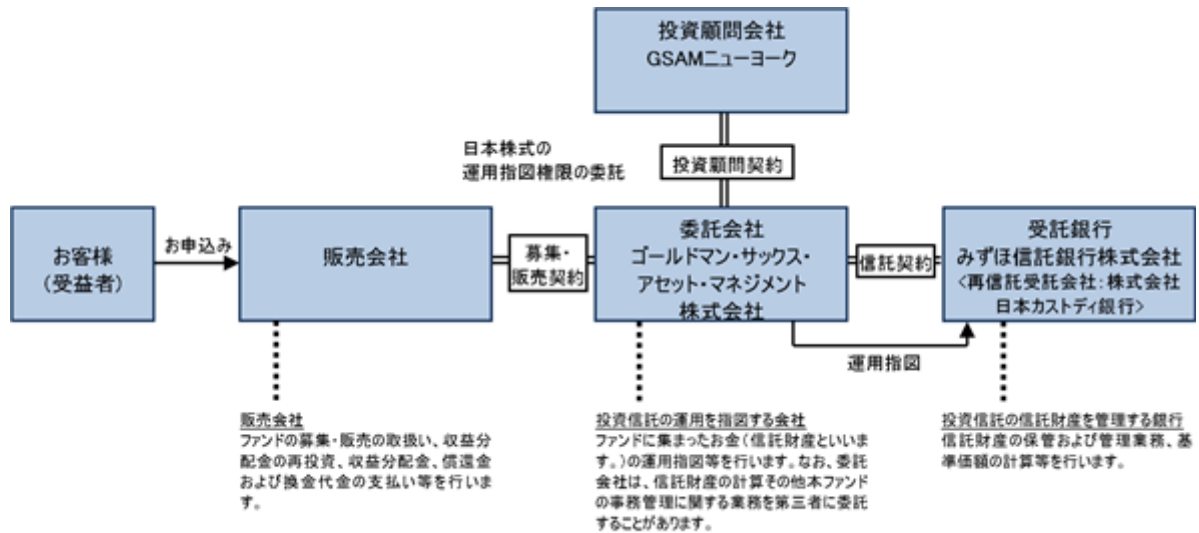 投資顧問会社
GSAMニューヨーク
日本株式の
運用指図権限の委託
投資顧問契約
お客様
(受益者)
お申込み
販売会社
募集・
販売契約
委託会社
ゴールドマン・サックス・
アセット・マネジメント
株式会社
信託契約
受託銀行
みずほ信託銀行株式会社
<再信託受託会社：株式会社
日本カストディ銀行>
運用指図
販売会社
ファンドの募集・販売の取扱い、収益分
配金の再投資、収益分配金、償還金
および換金代金の支払い等を行いま
す。
投資信託の運用を指図する会社
ファンドに集まったお金(信託財産といいま
す。)の運用指図等を行います。なお、委託
会社は、信託財産の計算その他本ファンド
の事務管理に関する業務を第三者に委託
することがあります。
投資信託の信託財産を管理する銀行
信託財産の保管および管理業務、基
準価額の計算等を行います。